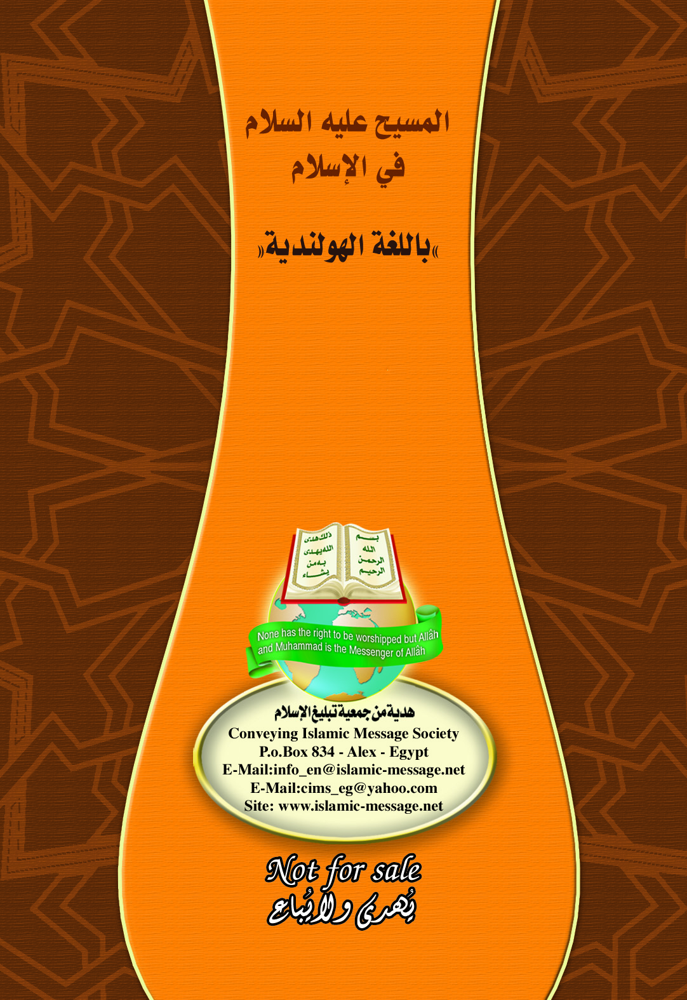 المسيح عليه السلام
في الإسلام
«باللغة الهولندية»
بسم
الله
الرحمن
الرحيم
ذلك هدى
الله يهدى
به من
يشاء
None has the right to be worshipped but Allâh
and Muhammad is the Messenger of Allâh
هدية من جمعية تبليغ الإسلام
Conveying Islamic Message Society
P.o.Box 834 - Alex - Egypt
E-Mail:info_en@islamic-message.net
E-Mail:cims_eg@yahoo.com
Site: www.islamic-message.net
Not for sale
يُهدى ولا يُباع